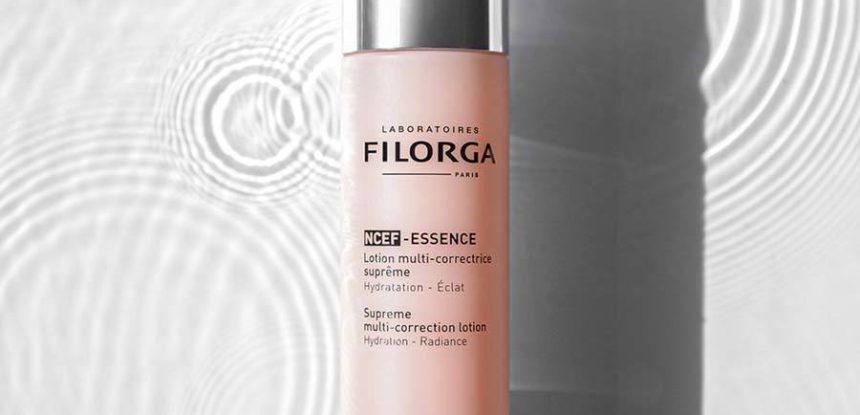 LABORATOIRES
FILORGA
PARIS
NCEF-ESSENCE
Lotion multi-correctrice
suprême
Hydratation - Éclat
Supreme
multi-correction lotion
Hydration - Radiance